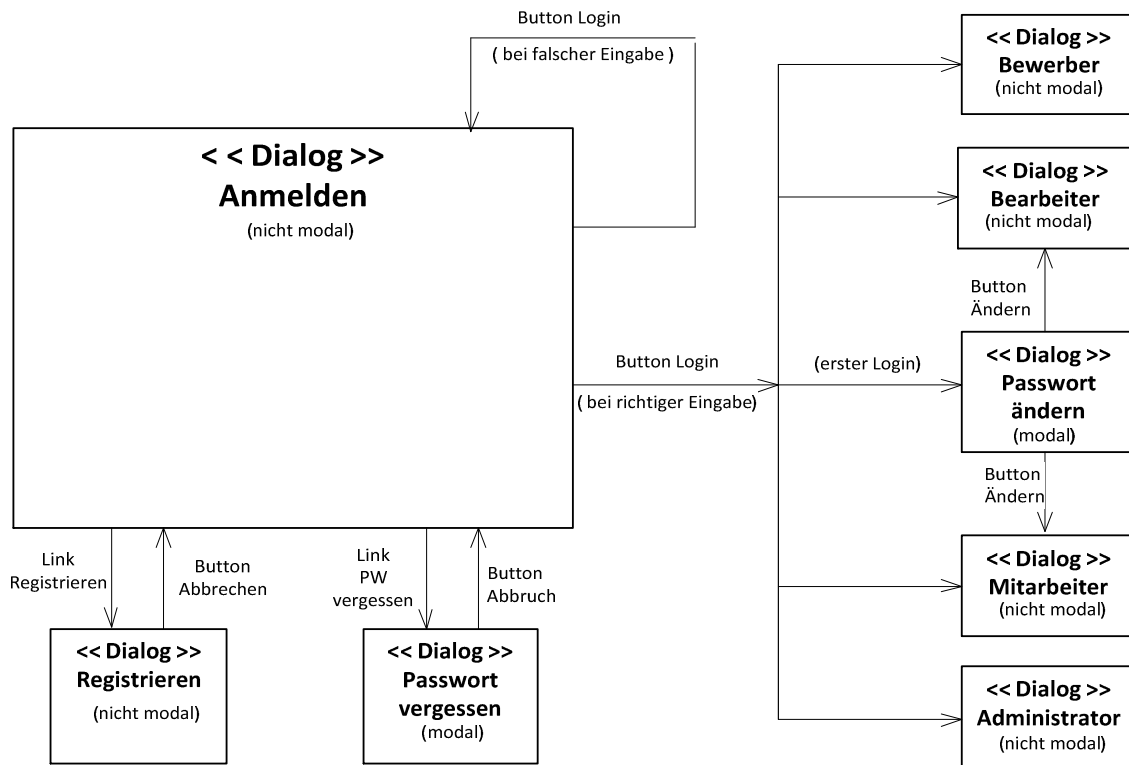 Button Login
( bei falscher Eingabe )
< < Dialog >>
Anmelden
(nicht modal)
<< Dialog >>
Bewerber
(nicht modal)
<< Dialog >>
Bearbeiter
(nicht modal)
Button
Ändern
Button Login
( bei richtiger Eingabe)
(erster Login)
<< Dialog >>
Passwort
ändern
(modal)
Button
Ändern
<< Dialog >>
Mitarbeiter
(nicht modal)
<< Dialog >>
Administrator
(nicht modal)
Link
Registrieren
Button
Abbrechen
Link
PW
vergessen
Button
Abbruch
<< Dialog >>
Registrieren
(nicht modal)
<< Dialog >>
Passwort
vergessen
(modal)